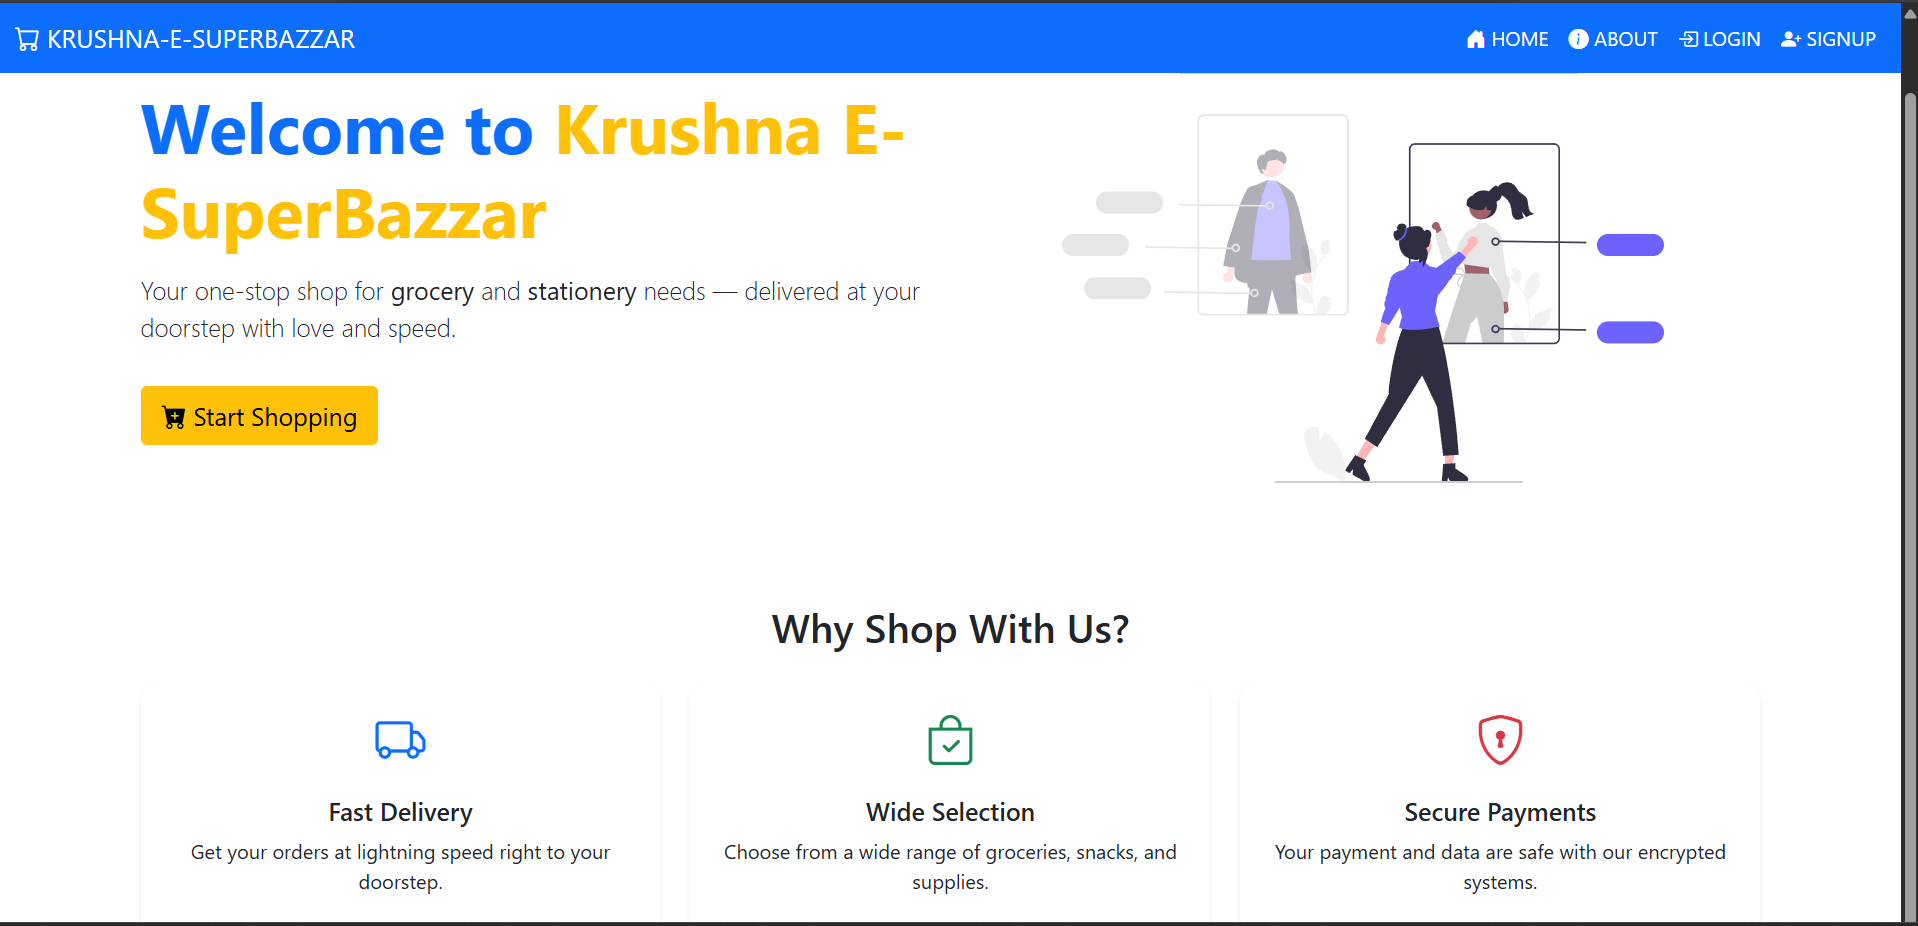 KRUSHNA-E-SUPERBAZZAR
HOME ABOUT LOGIN SIGNUP
Welcome to Krushna E-
SuperBazzar
Your one-stop shop for grocery and stationery needs — delivered at your
doorstep with love and speed.
Start Shopping
Why Shop With Us?
Fast Delivery
Get your orders at lightning speed right to your
doorstep.
Wide Selection
Choose from a wide range of groceries, snacks, and
supplies.
Secure Payments
Your payment and data are safe with our encrypted
systems.